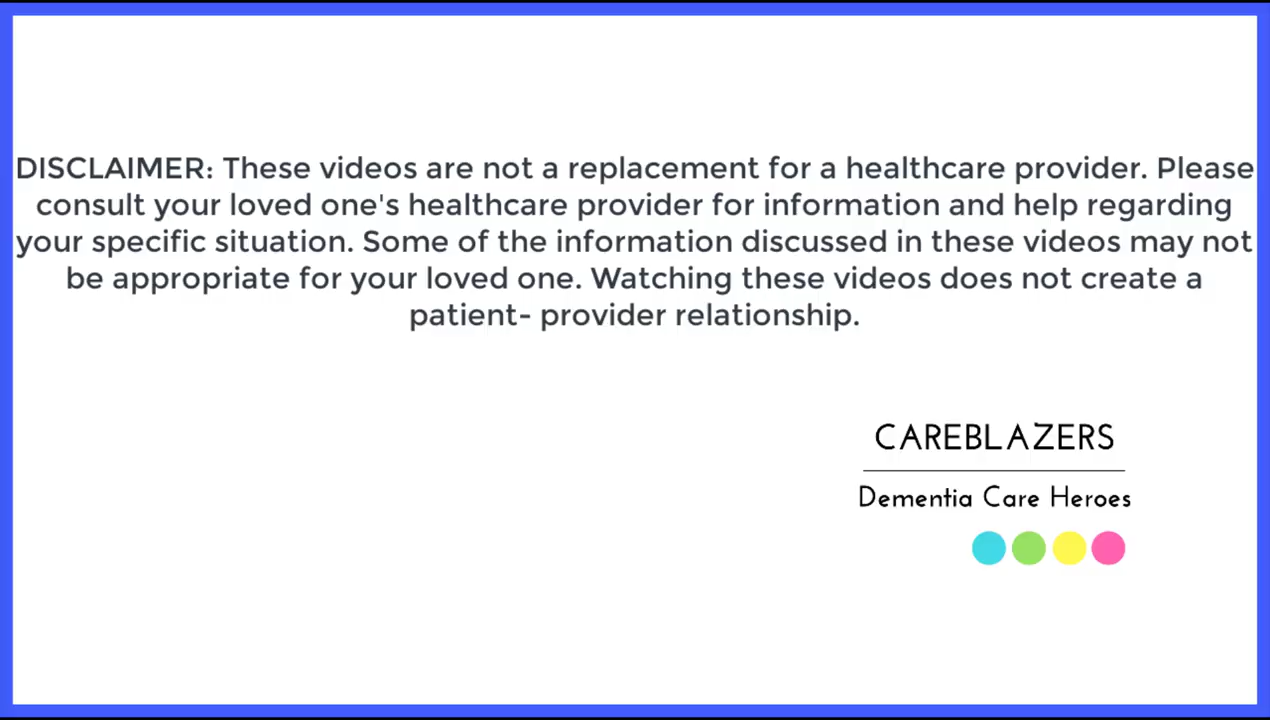 DISCLAIMER: These videos are not a replacement for a healthcare provider. Please
consult your loved one's healthcare provider for information and help regarding
your specific situation. Some of the information discussed in these videos may not
be appropriate for your loved one. Watching these videos does not create a
patient- provider relationship.
CAREBLAZERS
Dementia Care Heroes